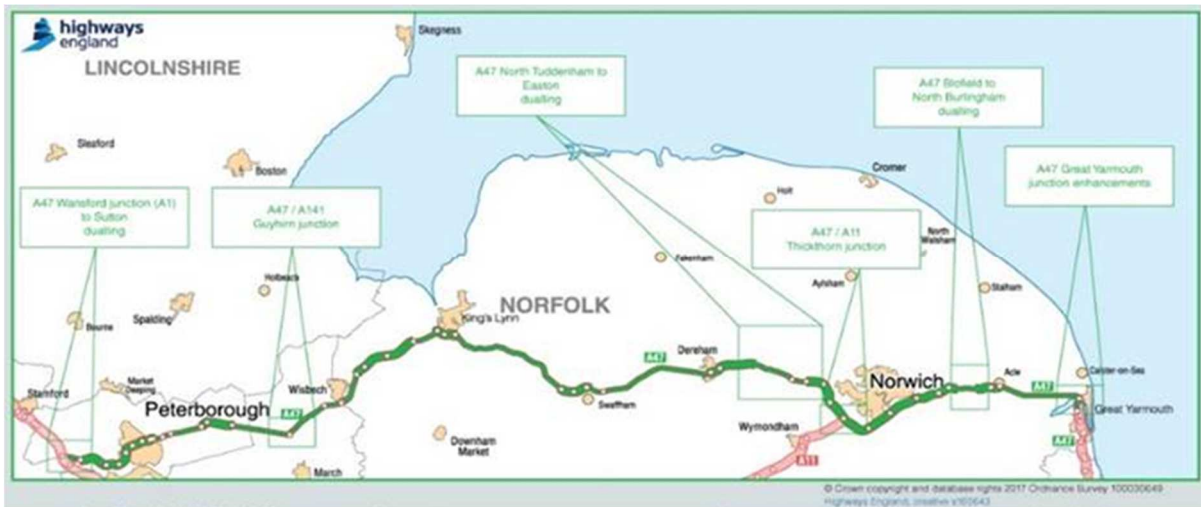 highways
england
LINCOLNSHIRE
Skegness
A47 North Tuddenham to
Easton
dualling
A47 Blofield to
North Burlingham
dualling
Sleaford
Boston
A47 Great Yarmouth
junction enhancements
Cromer
Holt
A47 Wansford junction (A1)
to Sutton
dualling
A47 / A141
Guyhirn junction
A47 / A11
Thickthorn junction
North
Walsham
Fakenham
Aylsham
Holbeach
Stalham
Spalding
NORFOLK
Bourne
King's Lynn
A47
Dereham
Market
Deeping
Wisbech
Stamford
Norwich
Acle
A47
Caister-on-Sea
Peterborough
A47
Swaffham
Great Yarmouth
Wymondham
Downham
Market
A47
A11
March
© Crown copyright and database rights 2017 Ordnance Survey 100030649
Highways England, creative